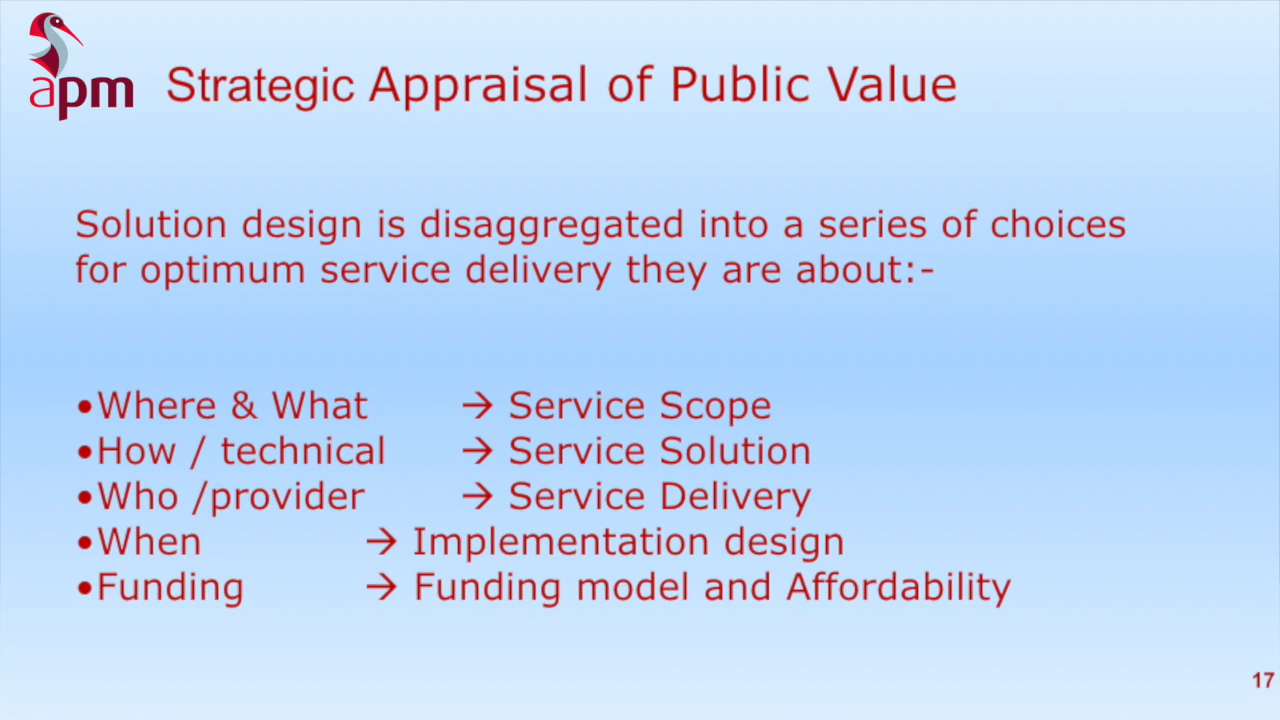 apm
Strategic Appraisal of Public Value
Solution design is disaggregated into a series of choices
for optimum service delivery they are about:-
•Where & What → Service Scope
•How / technical → Service Solution
•Who /provider → Service Delivery
•When → Implementation design
•Funding → Funding model and Affordability
17